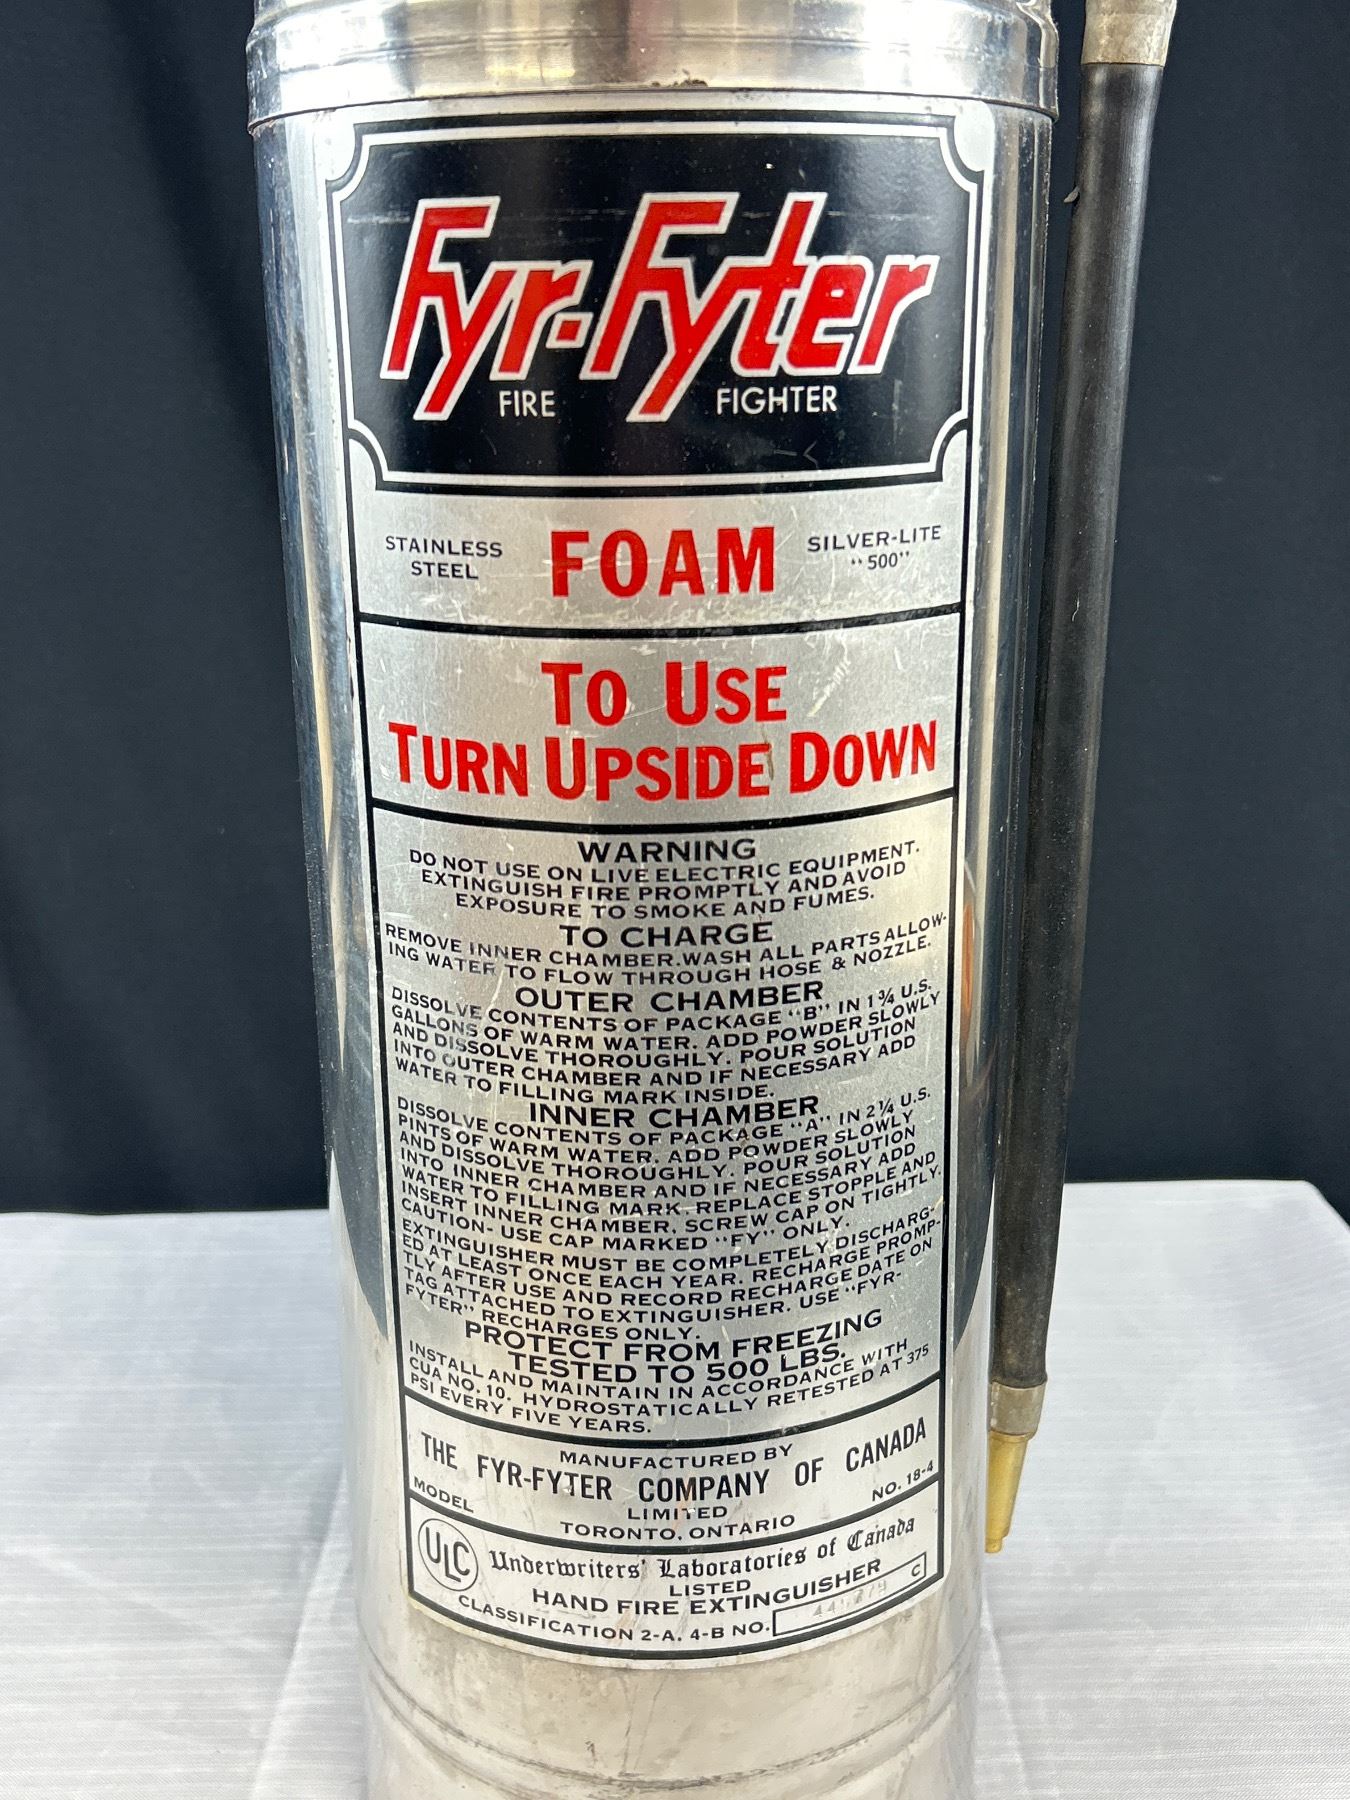 Fyr-Fyter
FIRE FIGHTER
STAINLESS STEEL
FOAM
SILVER-LITE "500"
TO USE
TURN UPSIDE DOWN
WARNING
DO NOT USE ON LIVE ELECTRIC EQUIPMENT.
EXTINGUISH FIRE PROMPTLY AND AVOID
EXPOSURE TO SMOKE AND FUMES.
TO CHARGE
REMOVE INNER CHAMBER.WASH ALL PARTS ALLOW-
ING WATER TO FLOW THROUGH HOSE & NOZZLE.
OUTER CHAMBER
DISSOLVE CONTENTS OF PACKAGE "B" IN 1¾ U.S.
GALLONS OF WARM WATER. ADD POWDER SLOWLY
AND DISSOLVE THOROUGHLY. POUR SOLUTION
INTO OUTER CHAMBER AND IF NECESSARY ADD
WATER TO FILLING MARK INSIDE.
INNER CHAMBER
DISSOLVE CONTENTS OF PACKAGE "A" IN 2¼ U.S.
PINTS OF WARM WATER. ADD POWDER SLOWLY
AND DISSOLVE THOROUGHLY. POUR SOLUTION
INTO INNER CHAMBER AND IF NECESSARY ADD
WATER TO FILLING MARK. REPLACE STOPPLE AND
INSERT INNER CHAMBER. SCREW CAP ON TIGHTLY.
CAUTION- USE CAP MARKED "FY" ONLY.
EXTINGUISHER MUST BE COMPLETELY DISCHARG-
ED AT LEAST ONCE EACH YEAR. RECHARGE PROMP-
TLY AFTER USE AND RECORD RECHARGE DATE ON
TAG ATTACHED TO EXTINGUISHER. USE "FYR-
FYTER" RECHARGES ONLY.
PROTECT FROM FREEZING
TESTED TO 500 LBS.
INSTALL AND MAINTAIN IN ACCORDANCE WITH
CUA NO. 10. HYDROSTATICALLY RETESTED AT 375
PSI EVERY FIVE YEARS.
MANUFACTURED BY
THE FYR-FYTER COMPANY OF CANADA
LIMITED
MODEL TORONTO, ONTARIO NO. 18-4
ULC Underwriters' Laboratories of Canada
LISTED
HAND FIRE EXTINGUISHER
CLASSIFICATION 2-A. 4-B NO. C